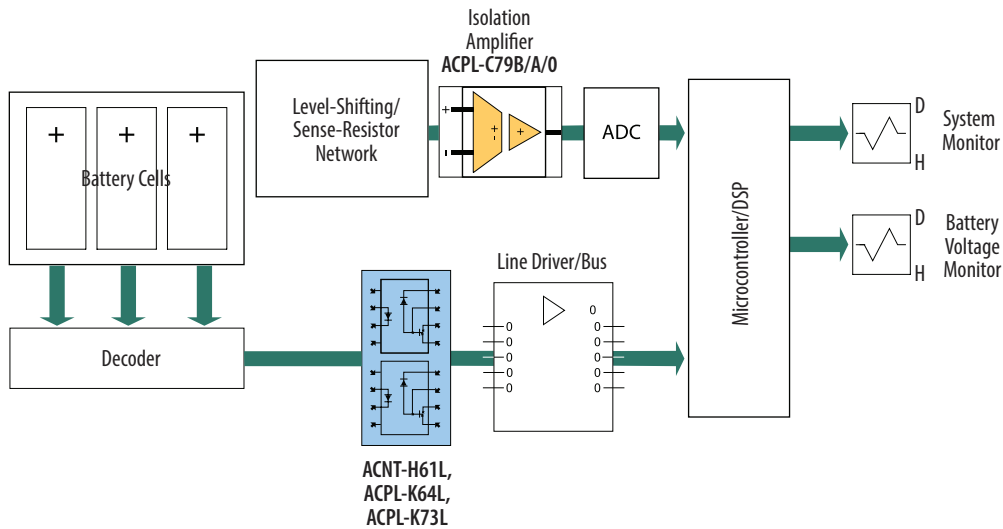 Isolation
Amplifier
ACPL-C79B/A/0
Level-Shifting/
Sense-Resistor
Network
+
-
+
-
+
ADC
Microcontroller/DSP
D
H
System
Monitor
D
H
Battery
Voltage
Monitor
+ + +
Battery Cells
Decoder
Line Driver/Bus
0
0 0
0 0
0 0
0 0
0 0
ACNT-H61L,
ACPL-K64L,
ACPL-K73L